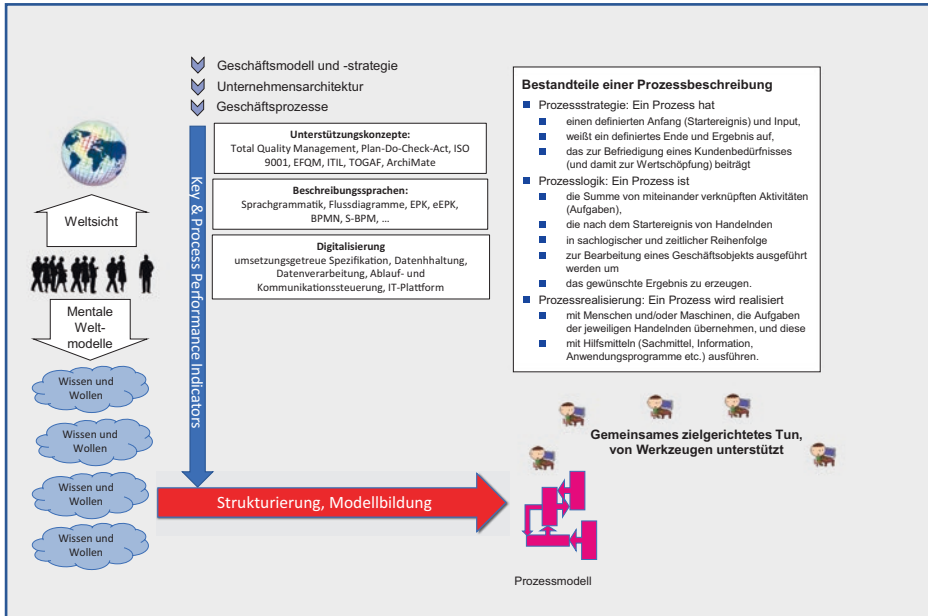 Geschäftsmodell und -strategie
Unternehmensarchitektur
Geschäftsprozesse
Weltsicht
Mentale
Welt-
modelle
Wissen und
Wollen
Wissen und
Wollen
Wissen und
Wollen
Wissen und
Wollen
Key & Process Performance Indicators
Unterstützungskonzepte:
Total Quality Management, Plan-Do-Check-Act, ISO
9001, EFQM, ITIL, TOGAF, ArchiMate
Beschreibungssprachen:
Sprachgrammatik, Flussdiagramme, EPK, eEPK,
BPMN, S-BPM, ...
Digitalisierung
umsetzungsgetreue Spezifikation, Datenhhaltung,
Datenverarbeitung, Ablauf- und
Kommunikationssteuerung, IT-Plattform
Strukturierung, Modellbildung
Bestandteile einer Prozessbeschreibung
Prozessstrategie: Ein Prozess hat
einen definierten Anfang (Startereignis) und Input,
weißt ein definiertes Ende und Ergebnis auf,
das zur Befriedigung eines Kundenbedürfnisses
(und damit zur Wertschöpfung) beiträgt
Prozesslogik: Ein Prozess ist
die Summe von miteinander verknüpften Aktivitäten
(Aufgaben),
die nach dem Startereignis von Handelnden
in sachlogischer und zeitlicher Reihenfolge
zur Bearbeitung eines Geschäftsobjekts ausgeführt
werden um
das gewünschte Ergebnis zu erzeugen.
Prozessrealisierung: Ein Prozess wird realisiert
mit Menschen und/oder Maschinen, die Aufgaben
der jeweiligen Handelnden übernehmen, und diese
mit Hilfsmitteln (Sachmittel, Information,
Anwendungsprogramme etc.) ausführen.
Gemeinsames zielgerichtetes Tun,
von Werkzeugen unterstützt
Prozessmodell